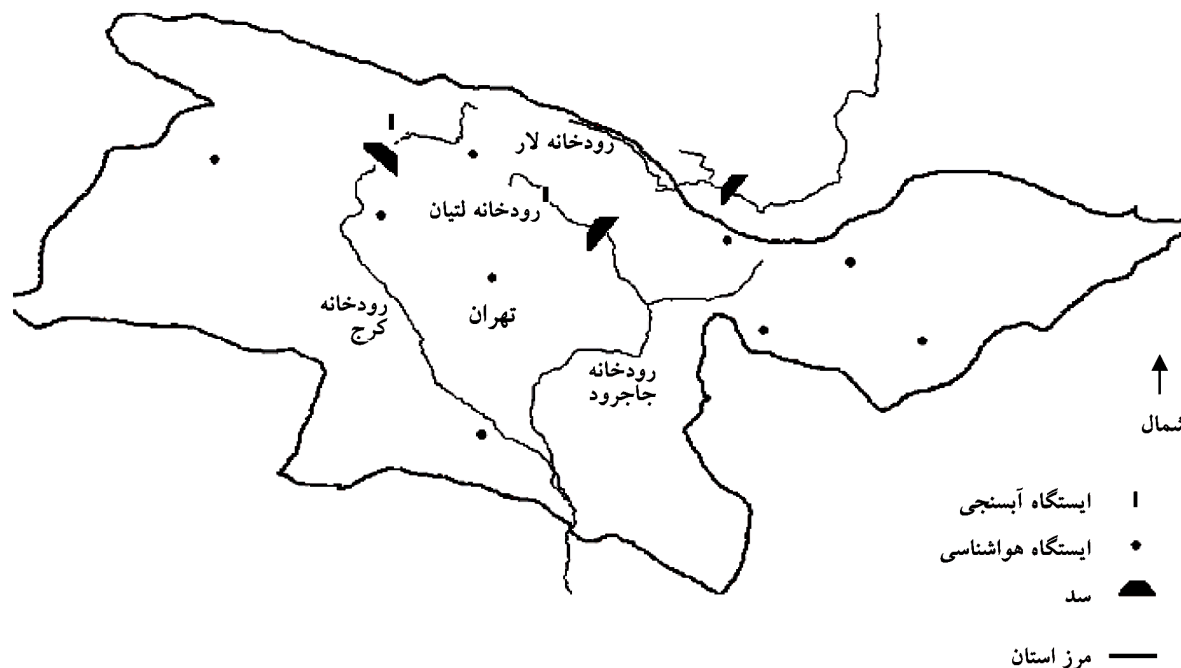 رودخانه لار
رودخانه لتیان
رودخانه
کرج
تهران
رودخانه
جاجرود
شمال
ایستگاه آبسنجی
ایستگاه هواشناسی
سد
مرز استان